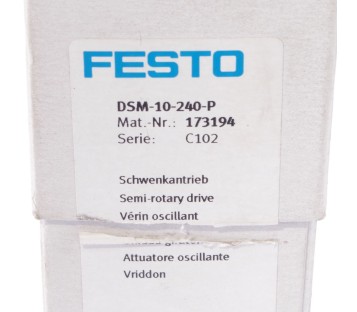 FESTO
DSM-10-240-P
Mat.-Nr.: 173194
Serie: C102
Schwenkantrieb
Semi-rotary drive
Vérin oscillant
Attuatore oscillante
Vriddon